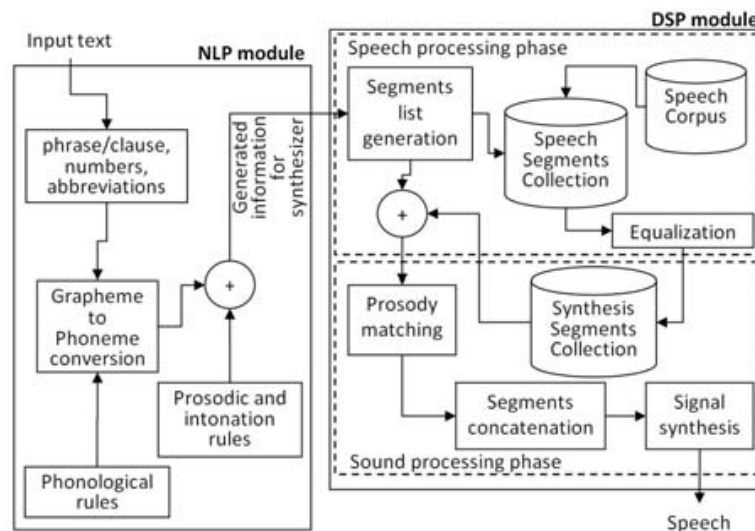 Input text
NLP module
phrase/clause,
numbers,
abbreviations
Grapheme
to
Phoneme
conversion
+
Prosodic and
intonation rules
Phonological
rules
Generated
information
for
synthesizer
DSP module
Speech processing phase
Segments
list
generation
Speech
Segments
Collection
Speech
Corpus
+
Equalization
Prosody
matching
Synthesis
Segments
Collection
Segments
concatenation
Signal
synthesis
Sound processing phase
Speech